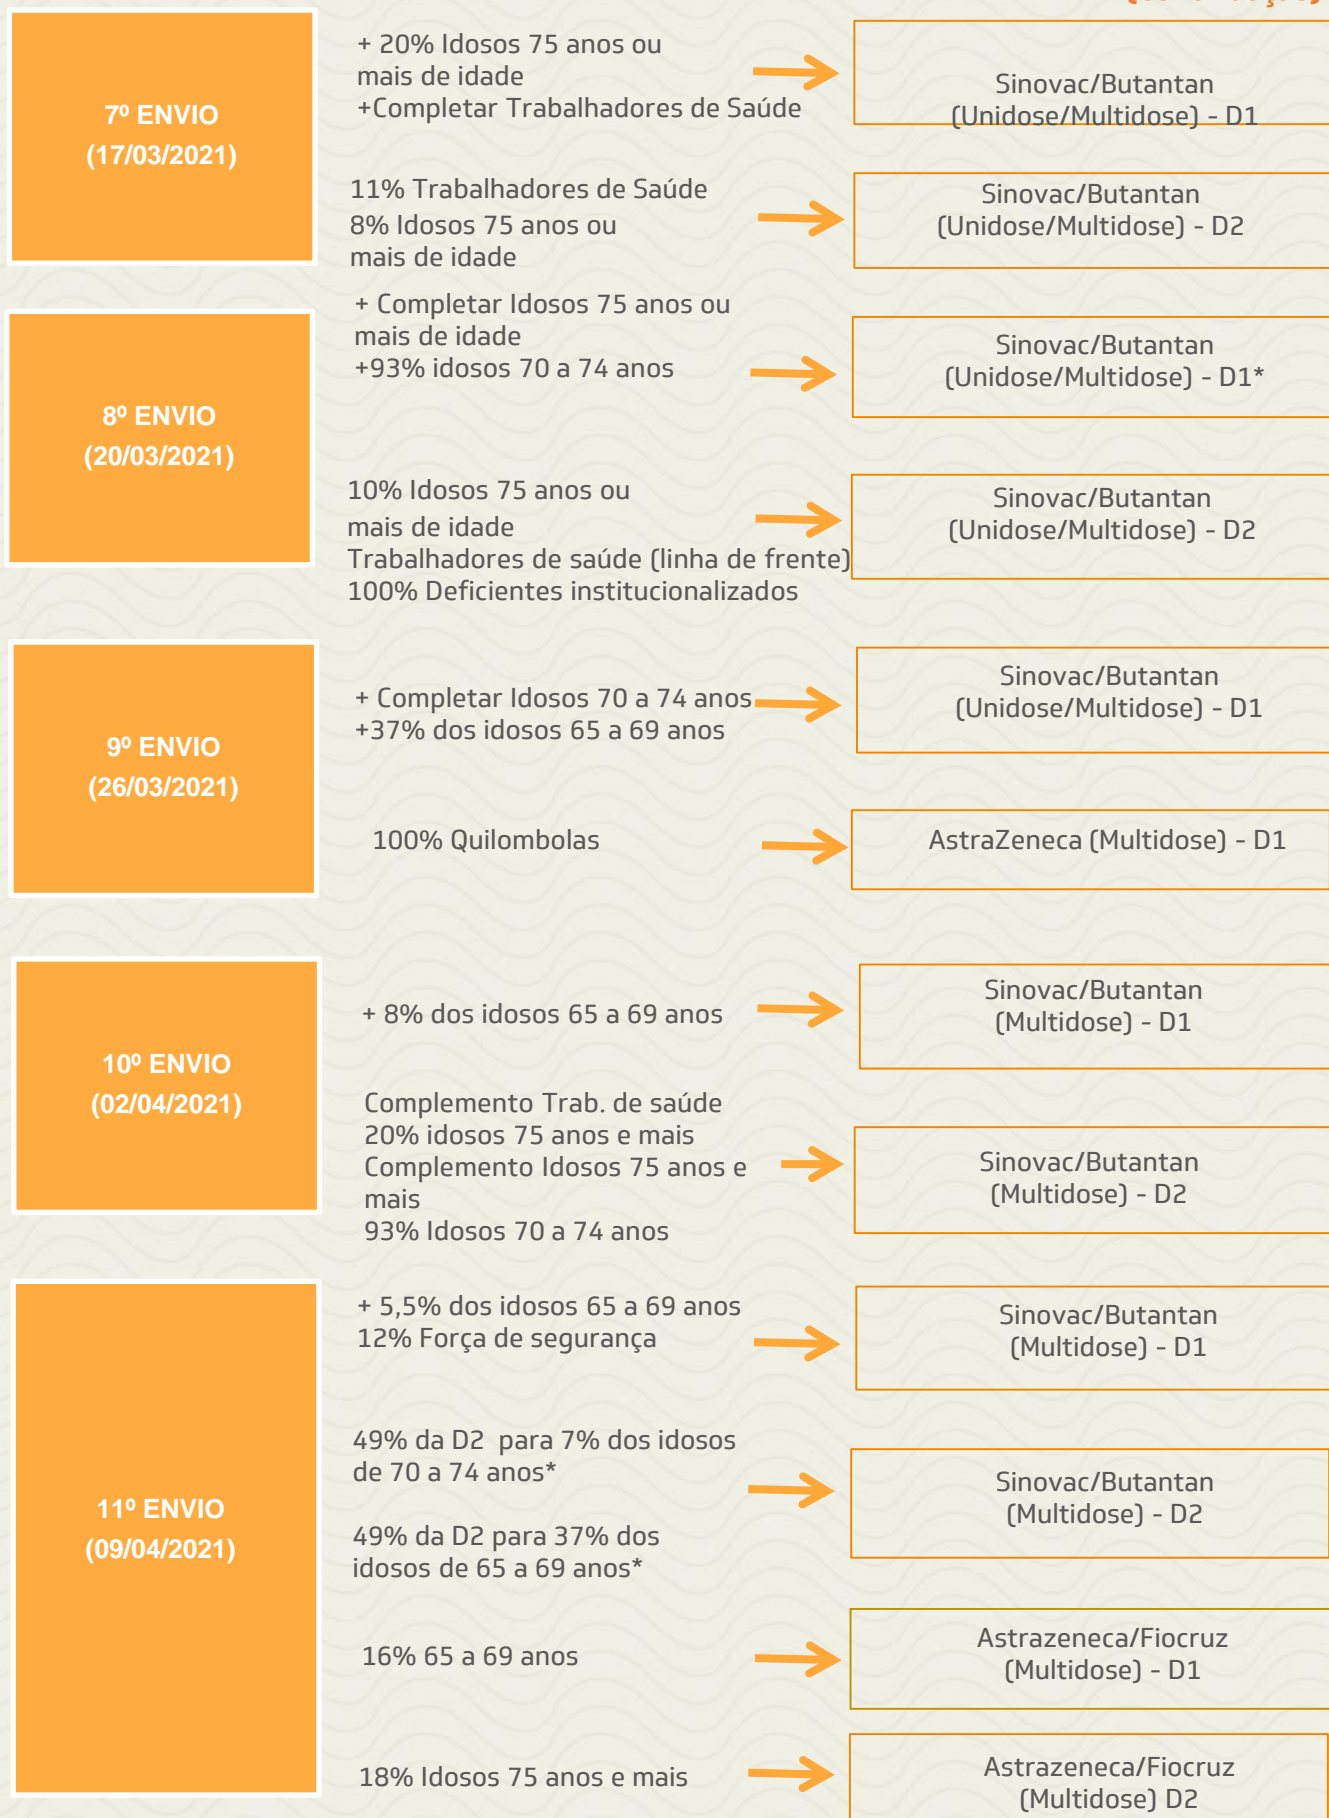 7º ENVIO
(17/03/2021)
+ 20% Idosos 75 anos ou
mais de idade
+Completar Trabalhadores de Saúde
Sinovac/Butantan
(Unidose/Multidose) - D1
11% Trabalhadores de Saúde
8% Idosos 75 anos ou
mais de idade
Sinovac/Butantan
(Unidose/Multidose) - D2
8º ENVIO
(20/03/2021)
+ Completar Idosos 75 anos ou
mais de idade
+93% idosos 70 a 74 anos
Sinovac/Butantan
(Unidose/Multidose) - D1*
10% Idosos 75 anos ou
mais de idade
Trabalhadores de saúde (linha de frente)
100% Deficientes institucionalizados
Sinovac/Butantan
(Unidose/Multidose) - D2
9º ENVIO
(26/03/2021)
+ Completar Idosos 70 a 74 anos
+37% dos idosos 65 a 69 anos
Sinovac/Butantan
(Unidose/Multidose) - D1
100% Quilombolas
AstraZeneca (Multidose) - D1
10º ENVIO
(02/04/2021)
+ 8% dos idosos 65 a 69 anos
Sinovac/Butantan
(Multidose) - D1
Complemento Trab. de saúde
20% idosos 75 anos e mais
Complemento Idosos 75 anos e
mais
93% Idosos 70 a 74 anos
Sinovac/Butantan
(Multidose) - D2
11º ENVIO
(09/04/2021)
+ 5,5% dos idosos 65 a 69 anos
12% Força de segurança
Sinovac/Butantan
(Multidose) - D1
49% da D2 para 7% dos idosos
de 70 a 74 anos*
49% da D2 para 37% dos
idosos de 65 a 69 anos*
Sinovac/Butantan
(Multidose) - D2
16% 65 a 69 anos
Astrazeneca/Fiocruz
(Multidose) - D1
18% Idosos 75 anos e mais
Astrazeneca/Fiocruz
(Multidose) D2